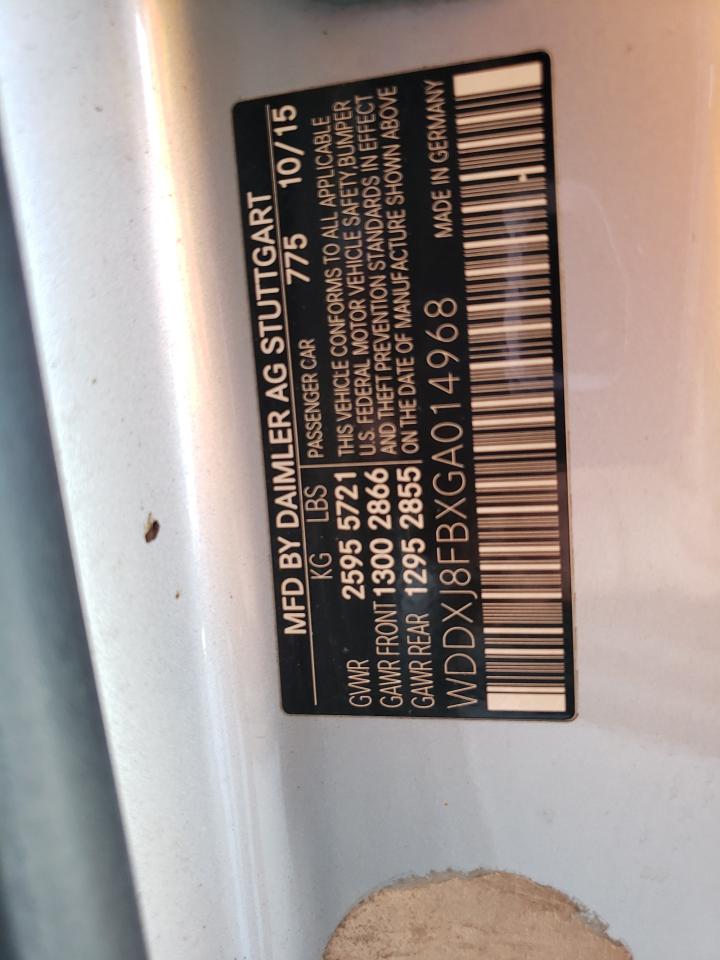 MFD BY DAIMLER AG STUTTGART
KG LBS PASSENGER CAR 775 10/15
GVWR 2595 5721
GAWR FRONT 1300 2866
GAWR REAR 1295 2855
THIS VEHICLE CONFORMS TO ALL APPLICABLE
U.S. FEDERAL MOTOR VEHICLE SAFETY,BUMPER
AND THEFT PREVENTION STANDARDS IN EFFECT
ON THE DATE OF MANUFACTURE SHOWN ABOVE
WDDXJ8FBXGA014968 MADE IN GERMANY